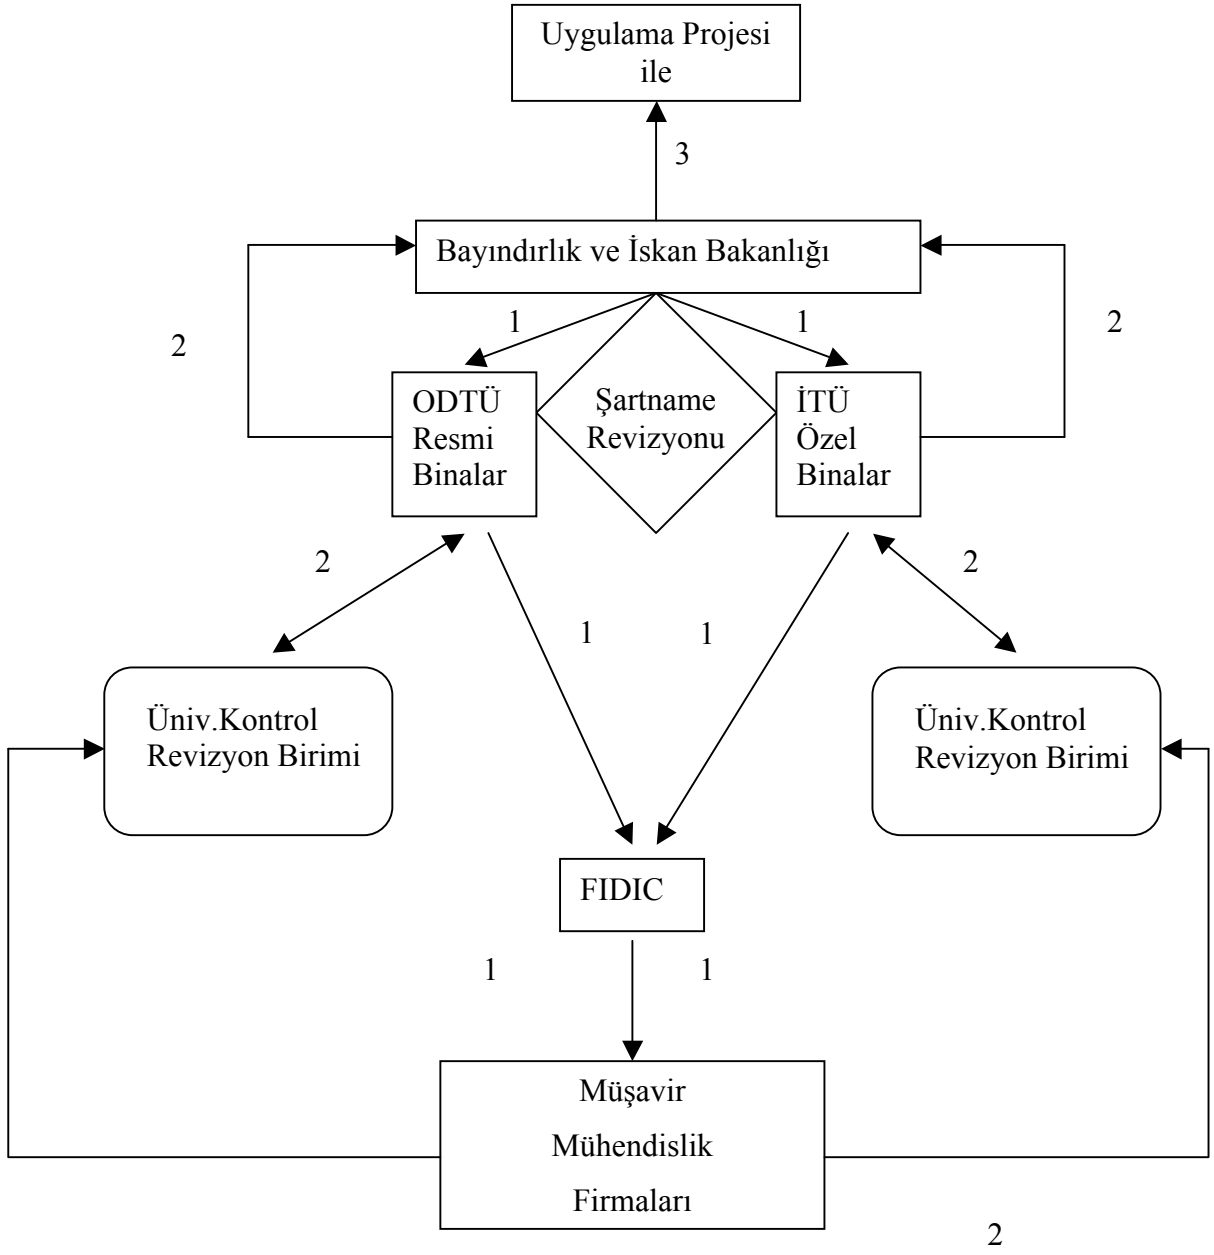 Uygulama Projesi
ile
3
Bayındırlık ve İskan Bakanlığı
1
1
2
2
ODTÜ
Resmi
Binalar
Şartname
Revizyonu
İTÜ
Özel
Binalar
2
2
1
1
Üniv.Kontrol
Revizyon Birimi
Üniv.Kontrol
Revizyon Birimi
FIDIC
1
1
Müşavir
Mühendislik
Firmaları
2